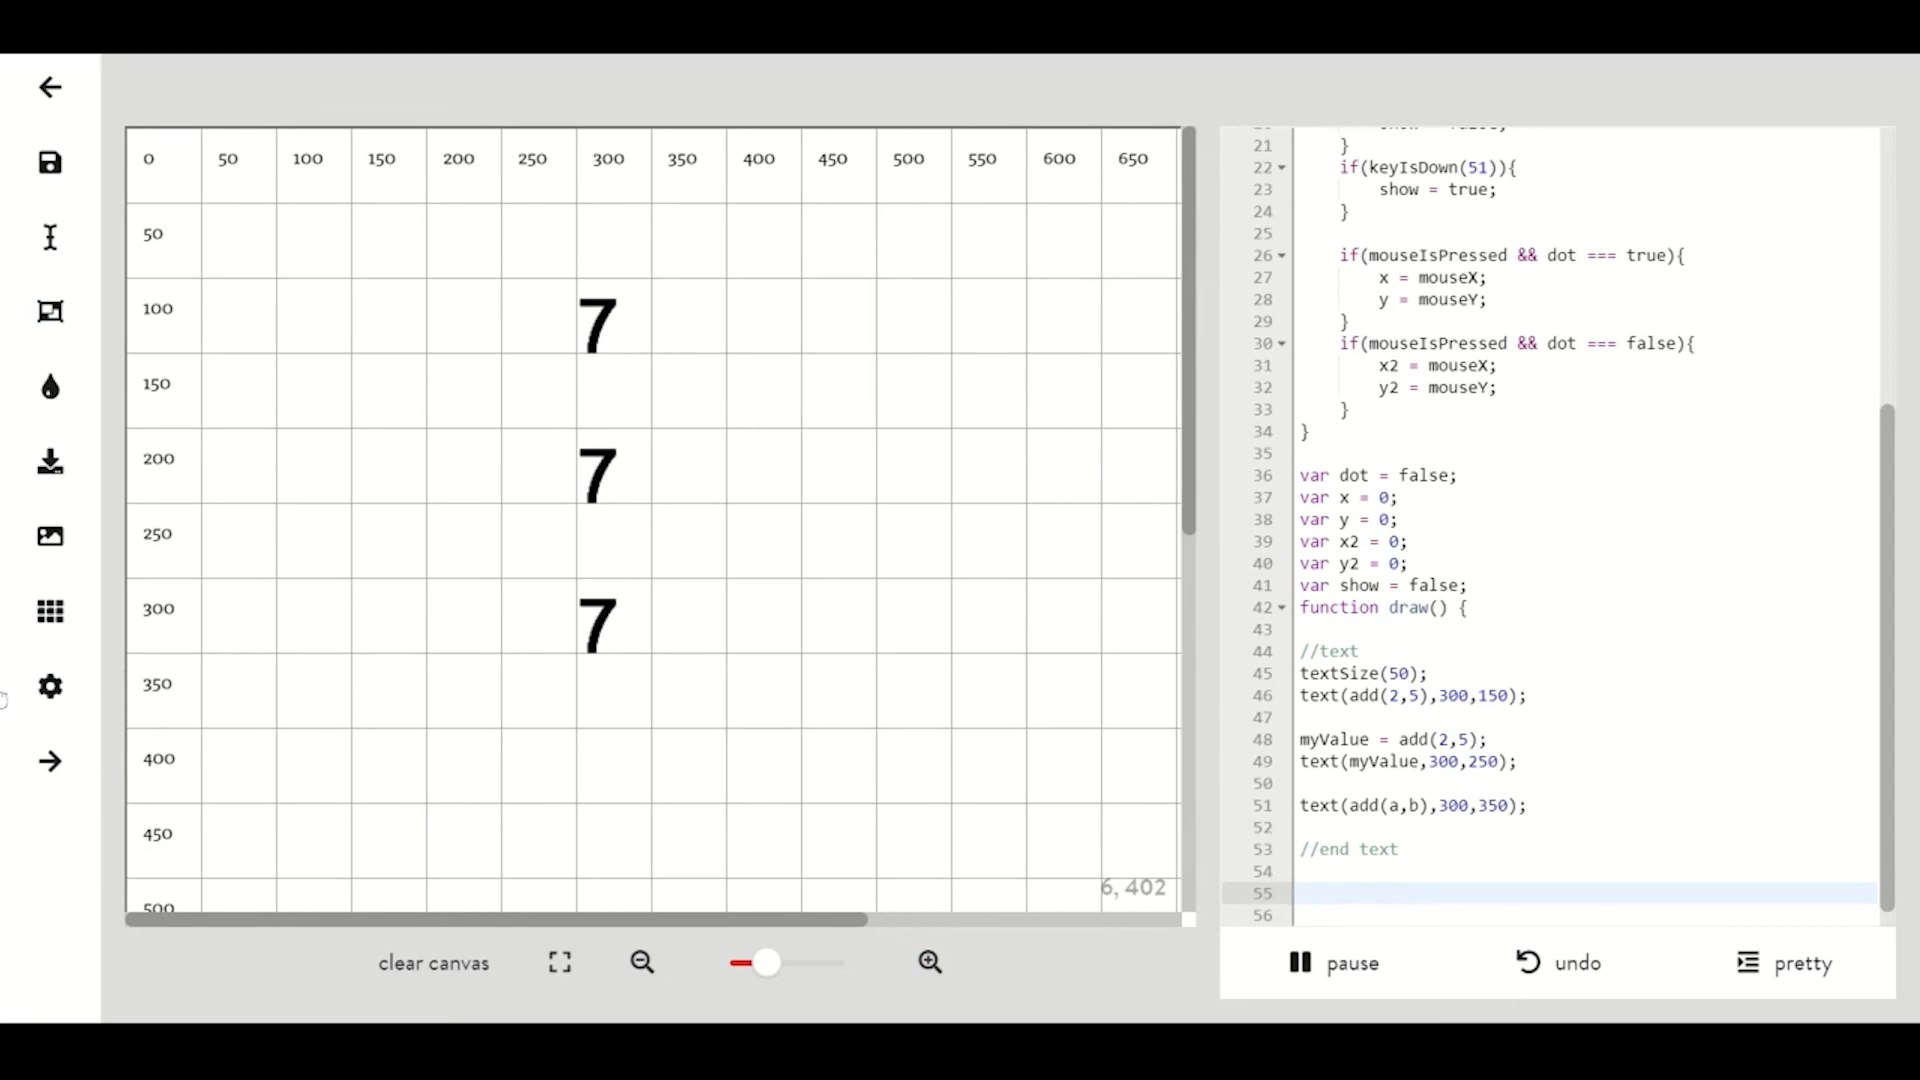 0 50 100 150 200 250 300 350 400 450 500 550 600 650
50
100
7
150
200
7
250
300
7
350
400
450
500
6, 402
clear canvas
21 }
22 if(keyIsDown(51)){
23 show = true;
24 }
25
26 if(mouseIsPressed && dot === true){
27 x = mouseX;
28 y = mouseY;
29 }
30 if(mouseIsPressed && dot === false){
31 x2 = mouseX;
32 y2 = mouseY;
33 }
34 }
35
36 var dot = false;
37 var x = 0;
38 var y = 0;
39 var x2 = 0;
40 var y2 = 0;
41 var show = false;
42 function draw() {
43
44 //text
45 textSize(50);
46 text(add(2,5),300,150);
47
48 myValue = add(2,5);
49 text(myValue,300,250);
50
51 text(add(a,b),300,350);
52
53 //end text
54
55
56
pause undo pretty